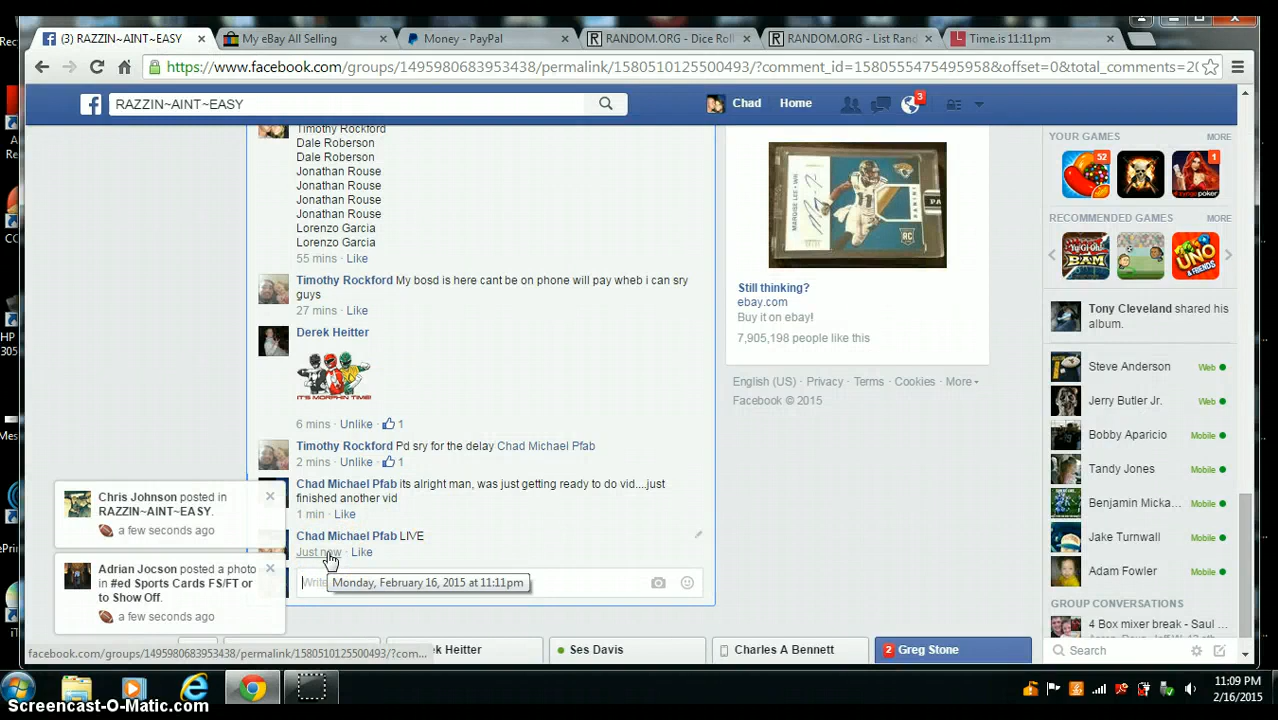 (3) RAZZIN~AINT~EASY
My eBay All Selling
Money - PayPal
RANDOM.ORG - Dice Roll
RANDOM.ORG - List Rand
Time.is 11:11pm
https://www.facebook.com/groups/1495980683953438/permalink/1580510125500493/?comment_id=1580555475495958&offset=0&total_comments=20
RAZZIN~AINT~EASY
Chad
Home
3
Timothy Rockford
Dale Roberson
Dale Roberson
Jonathan Rouse
Jonathan Rouse
Jonathan Rouse
Jonathan Rouse
Lorenzo Garcia
Lorenzo Garcia
55 mins · Like
Timothy Rockford My bosd is here cant be on phone will pay wheb i can sry
guys
27 mins · Like
Derek Heitter
IT'S MORPHIN TIME!
6 mins · Unlike · 1
Timothy Rockford Pd sry for the delay Chad Michael Pfab
2 mins · Unlike · 1
Chad Michael Pfab its alright man, was just getting ready to do vid....just
finished another vid
1 min · Like
Chad Michael Pfab LIVE
Just now · Like
Monday, February 16, 2015 at 11:11pm
Chris Johnson posted in
RAZZIN~AINT~EASY.
a few seconds ago
Adrian Jocson posted a photo
in #ed Sports Cards FS/FT or
to Show Off.
a few seconds ago
facebook.com/groups/1495980683953438/permalink/1580510125500493/?com...
Still thinking?
ebay.com
Buy it on ebay!
7,905,198 people like this
English (US) · Privacy · Terms · Cookies · More
Facebook © 2015
YOUR GAMES
MORE
52
1
RECOMMENDED GAMES
MORE
Tony Cleveland shared his
album.
Steve Anderson
Web
Jerry Butler Jr.
Web
Bobby Aparicio
Mobile
Tandy Jones
Mobile
Benjamin Micka...
Mobile
Jake Turnwall
Mobile
Adam Fowler
Mobile
GROUP CONVERSATIONS
4 Box mixer break - Saul ...
Search
ek Heitter
Ses Davis
Charles A Bennett
2 Greg Stone
11:09 PM
2/16/2015
Screencast-O-Matic.com